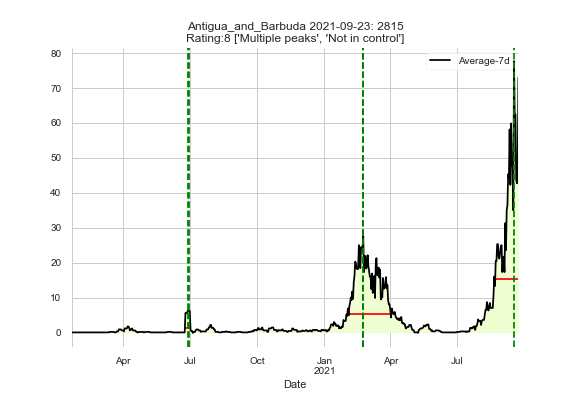 Antigua_and_Barbuda 2021-09-23: 2815
Rating:8 ['Multiple peaks', 'Not in control']
Average-7d
80
70
60
50
40
30
20
10
0
Apr Jul Oct Jan Apr Jul
2021
Date